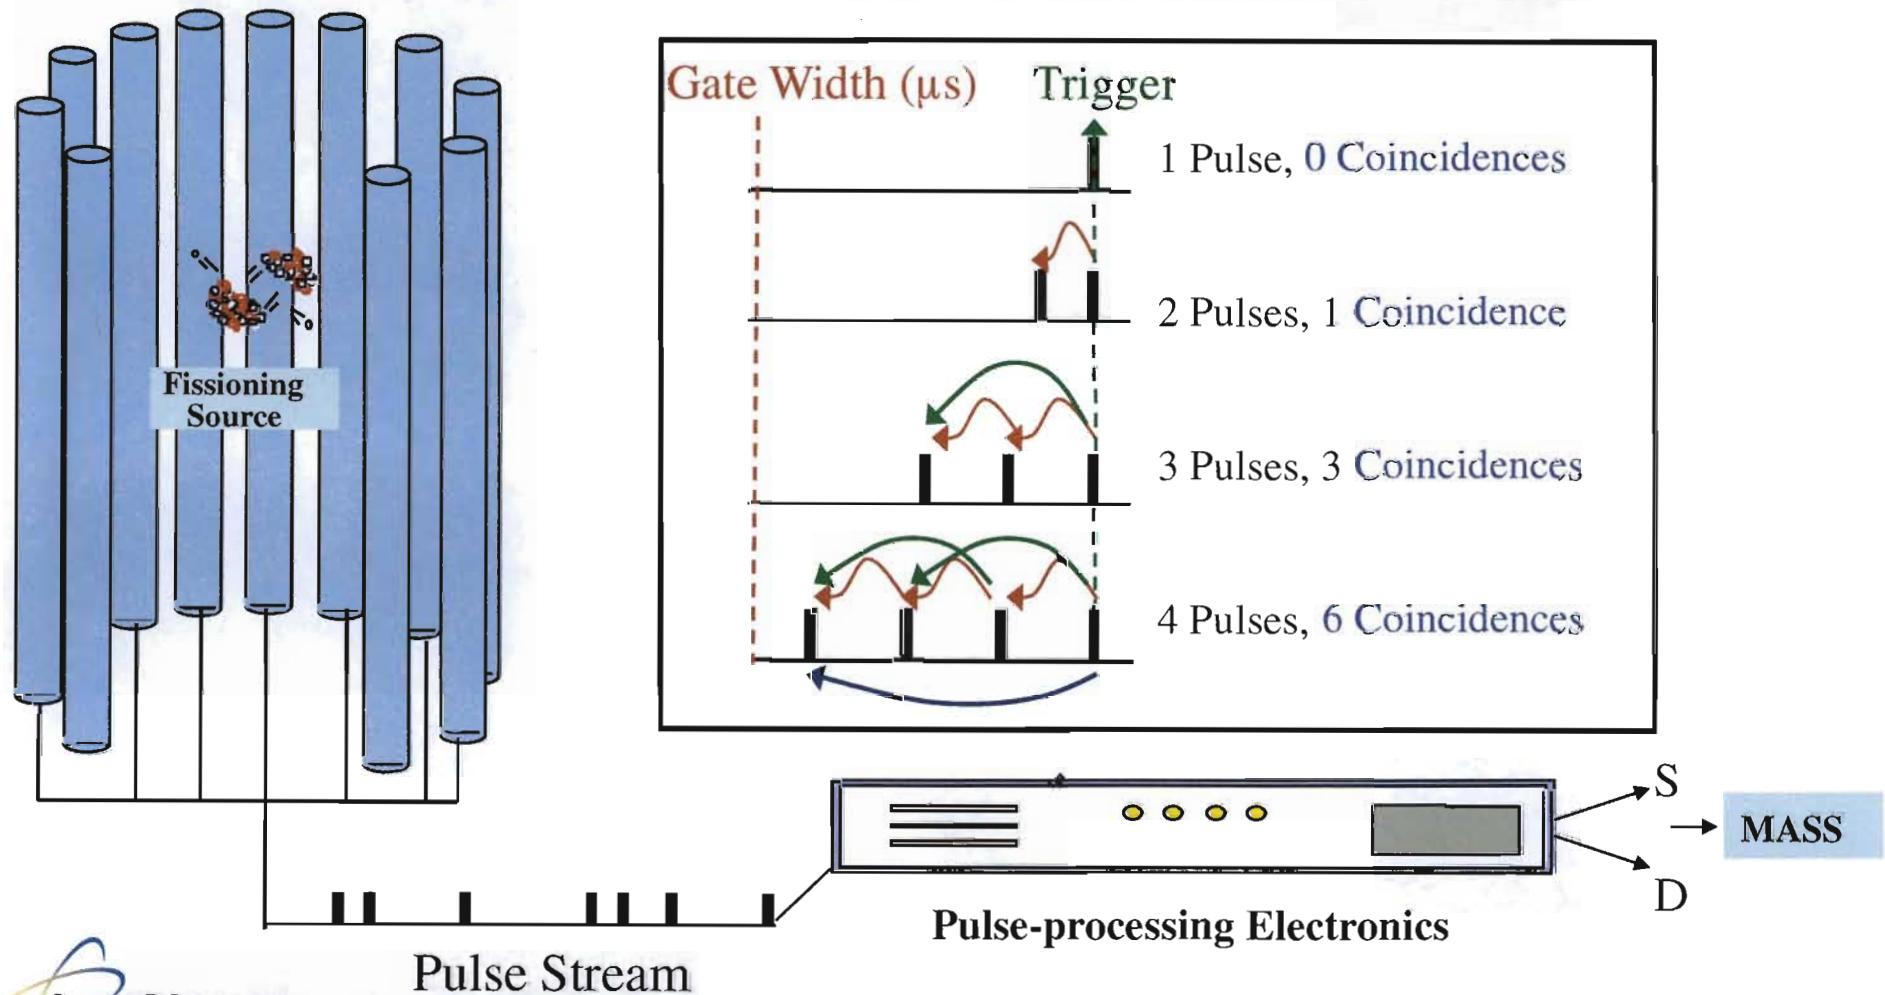 Gate Width (μs)
Trigger
1 Pulse, 0 Coincidences
2 Pulses, 1 Coincidence
3 Pulses, 3 Coincidences
4 Pulses, 6 Coincidences
Fissioning
Source
S
MASS
D
Pulse-processing Electronics
Pulse Stream